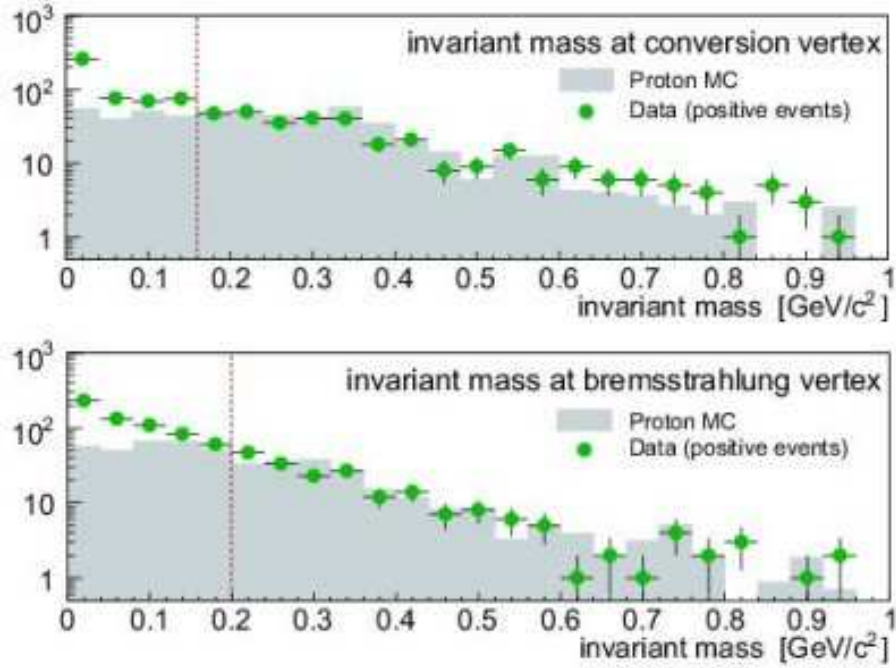 10³
invariant mass at conversion vertex
10²
Proton MC
Data (positive events)
10
1
0 0.1 0.2 0.3 0.4 0.5 0.6 0.7 0.8 0.9 1
invariant mass [GeV/c²]
10³
invariant mass at bremsstrahlung vertex
10²
Proton MC
Data (positive events)
10
1
0 0.1 0.2 0.3 0.4 0.5 0.6 0.7 0.8 0.9 1
invariant mass [GeV/c²]